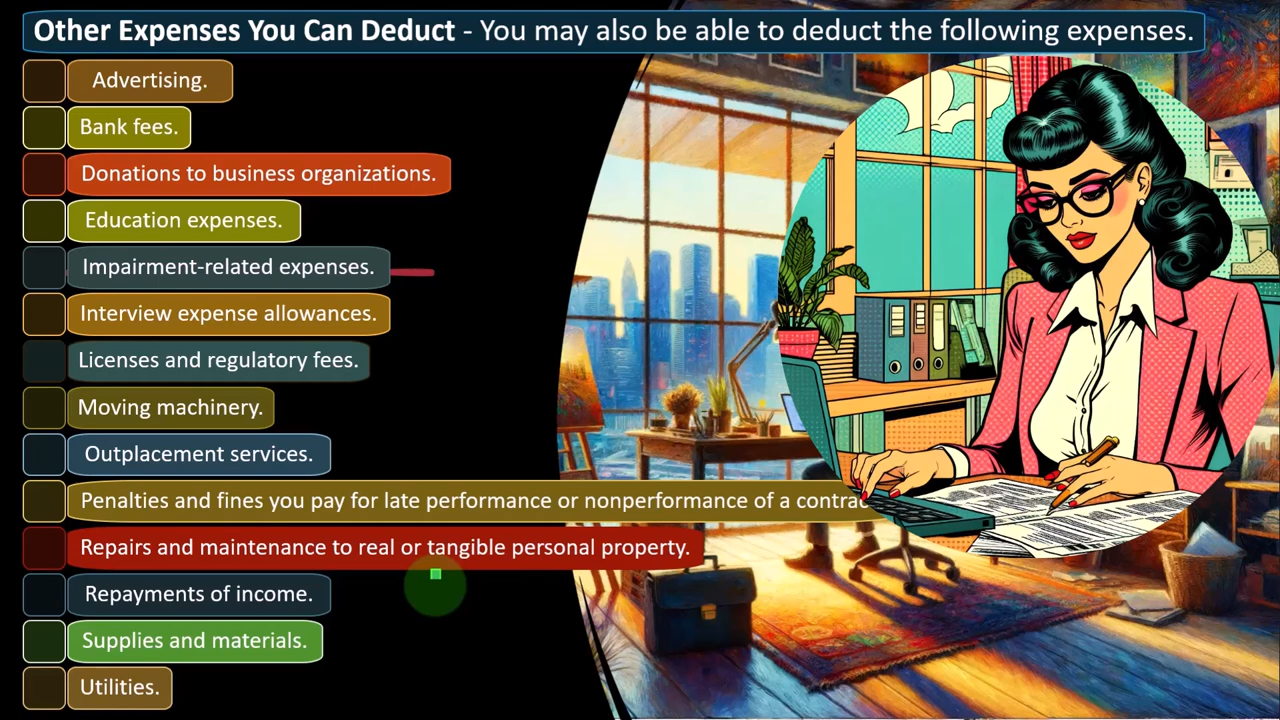 Other Expenses You Can Deduct - You may also be able to deduct the following expenses.
Advertising.
Bank fees.
Donations to business organizations.
Education expenses.
Impairment-related expenses.
Interview expense allowances.
Licenses and regulatory fees.
Moving machinery.
Outplacement services.
Penalties and fines you pay for late performance or nonperformance of a
Repairs and maintenance to real or tangible personal property.
Repayments of income.
Supplies and materials.
Utilities.